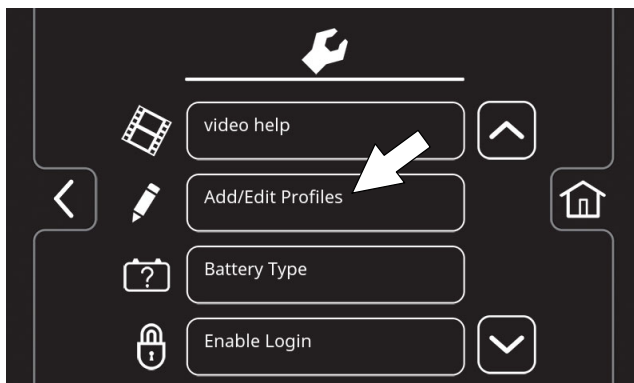 video help
Add/Edit Profiles
?
Battery Type
Enable Login